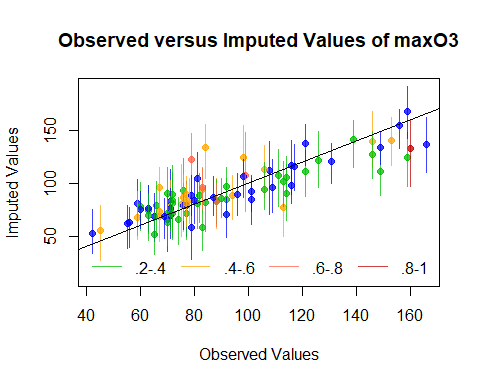 Observed versus Imputed Values of maxO3
Imputed Values
150
100
50
.2-.4 .4-.6 .6-.8 .8-1
40 60 80 100 120 140 160
Observed Values